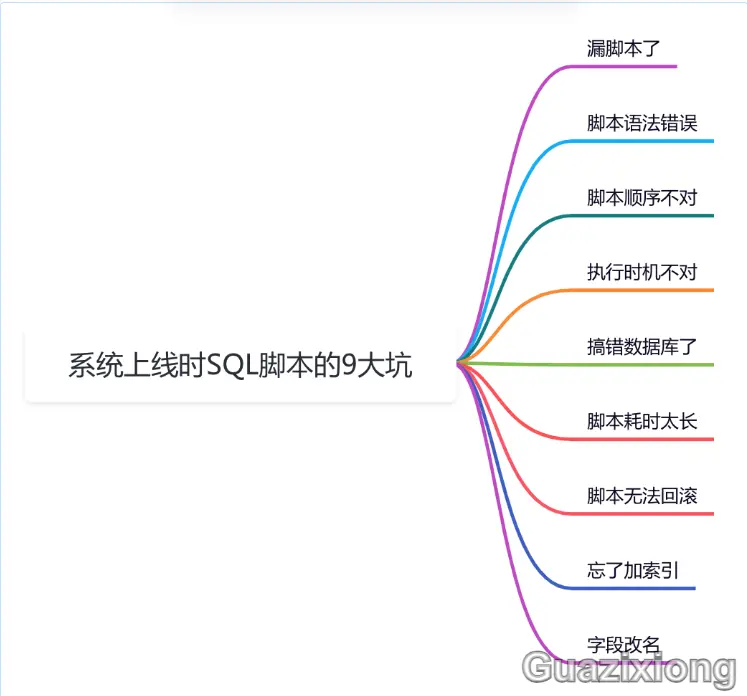 漏脚本了
脚本语法错误
脚本顺序不对
执行时机不对
搞错数据库了
系统上线时SQL脚本的9大坑
脚本耗时太长
脚本无法回滚
忘了加索引
字段改名
Guazixiong